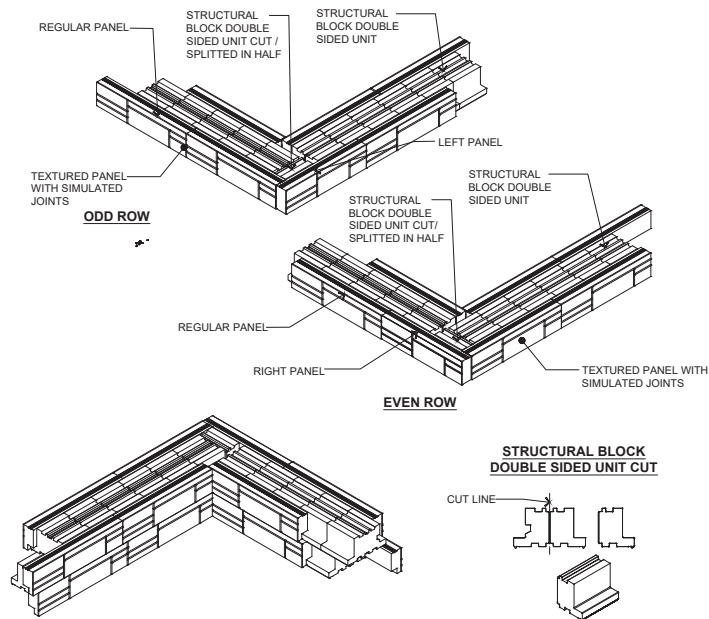 REGULAR PANEL
STRUCTURAL
BLOCK DOUBLE
SIDED UNIT CUT /
SPLITTED IN HALF
STRUCTURAL
BLOCK DOUBLE
SIDED UNIT
LEFT PANEL
TEXTURED PANEL
WITH SIMULATED
JOINTS
ODD ROW
STRUCTURAL
BLOCK DOUBLE
SIDED UNIT CUT/
SPLITTED IN HALF
STRUCTURAL
BLOCK DOUBLE
SIDED UNIT
REGULAR PANEL
RIGHT PANEL
TEXTURED PANEL WITH
SIMULATED JOINTS
EVEN ROW
STRUCTURAL BLOCK
DOUBLE SIDED UNIT CUT
CUT LINE